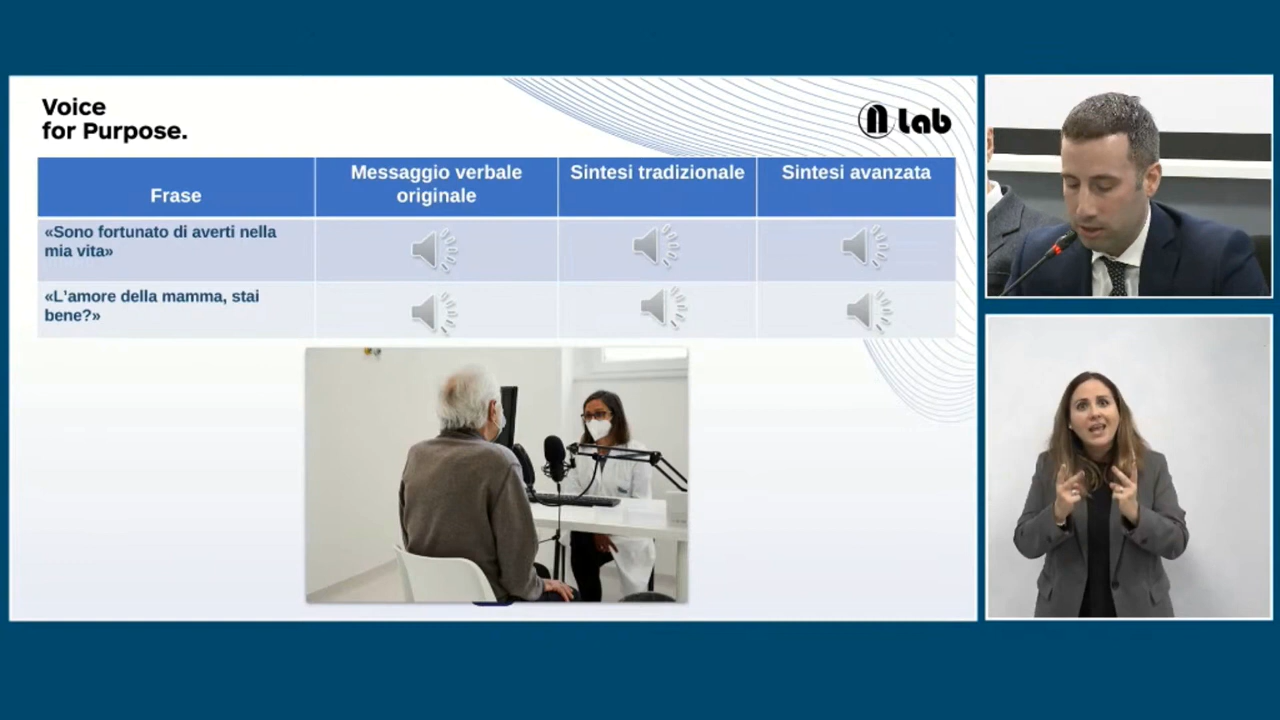 Voice
for Purpose.
n Lab
Frase
Messaggio verbale
originale
Sintesi tradizionale
Sintesi avanzata
«Sono fortunato di averti nella
mia vita»
«L’amore della mamma, stai
bene?»